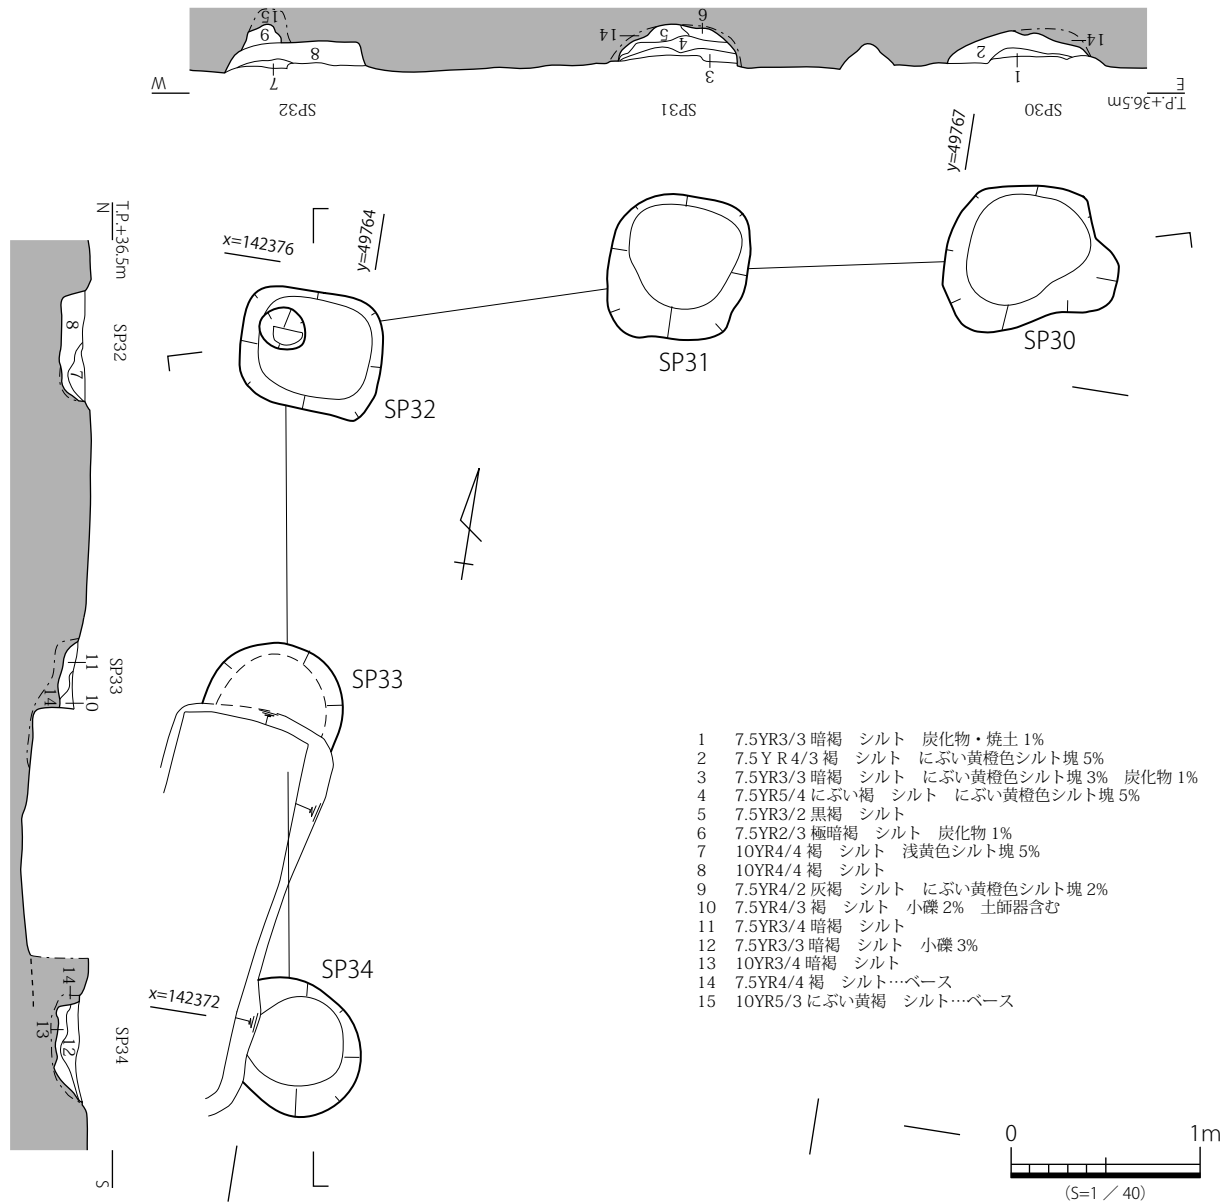 15
9
8
7
W
SP32
14
5
6
4
3
SP31
2
14
1
E
T.P.+36.5m
SP30
y=49767
T.P.+36.5m
N
x=142376
y=49764
8
7
SP32
SP32
SP31
SP30
11
10
14
SP33
SP33
14
13
12
SP34
SP34
x=142372
S
1 7.5YR3/3 暗褐 シルト 炭化物・焼土 1%
2 7.5 Y R 4/3 褐 シルト にぶい黄橙色シルト塊 5%
3 7.5YR3/3 暗褐 シルト にぶい黄橙色シルト塊 3% 炭化物 1%
4 7.5YR5/4 にぶい褐 シルト にぶい黄橙色シルト塊 5%
5 7.5YR3/2 黒褐 シルト
6 7.5YR2/3 極暗褐 シルト 炭化物 1%
7 10YR4/4 褐 シルト 浅黄色シルト塊 5%
8 10YR4/4 褐 シルト
9 7.5YR4/2 灰褐 シルト にぶい黄橙色シルト塊 2%
10 7.5YR4/3 褐 シルト 小礫 2% 土師器含む
11 7.5YR3/4 暗褐 シルト
12 7.5YR3/3 暗褐 シルト 小礫 3%
13 10YR3/4 暗褐 シルト
14 7.5YR4/4 褐 シルト…ベース
15 10YR5/3 にぶい黄褐 シルト…ベース
0 1m
(S=1 ／ 40)